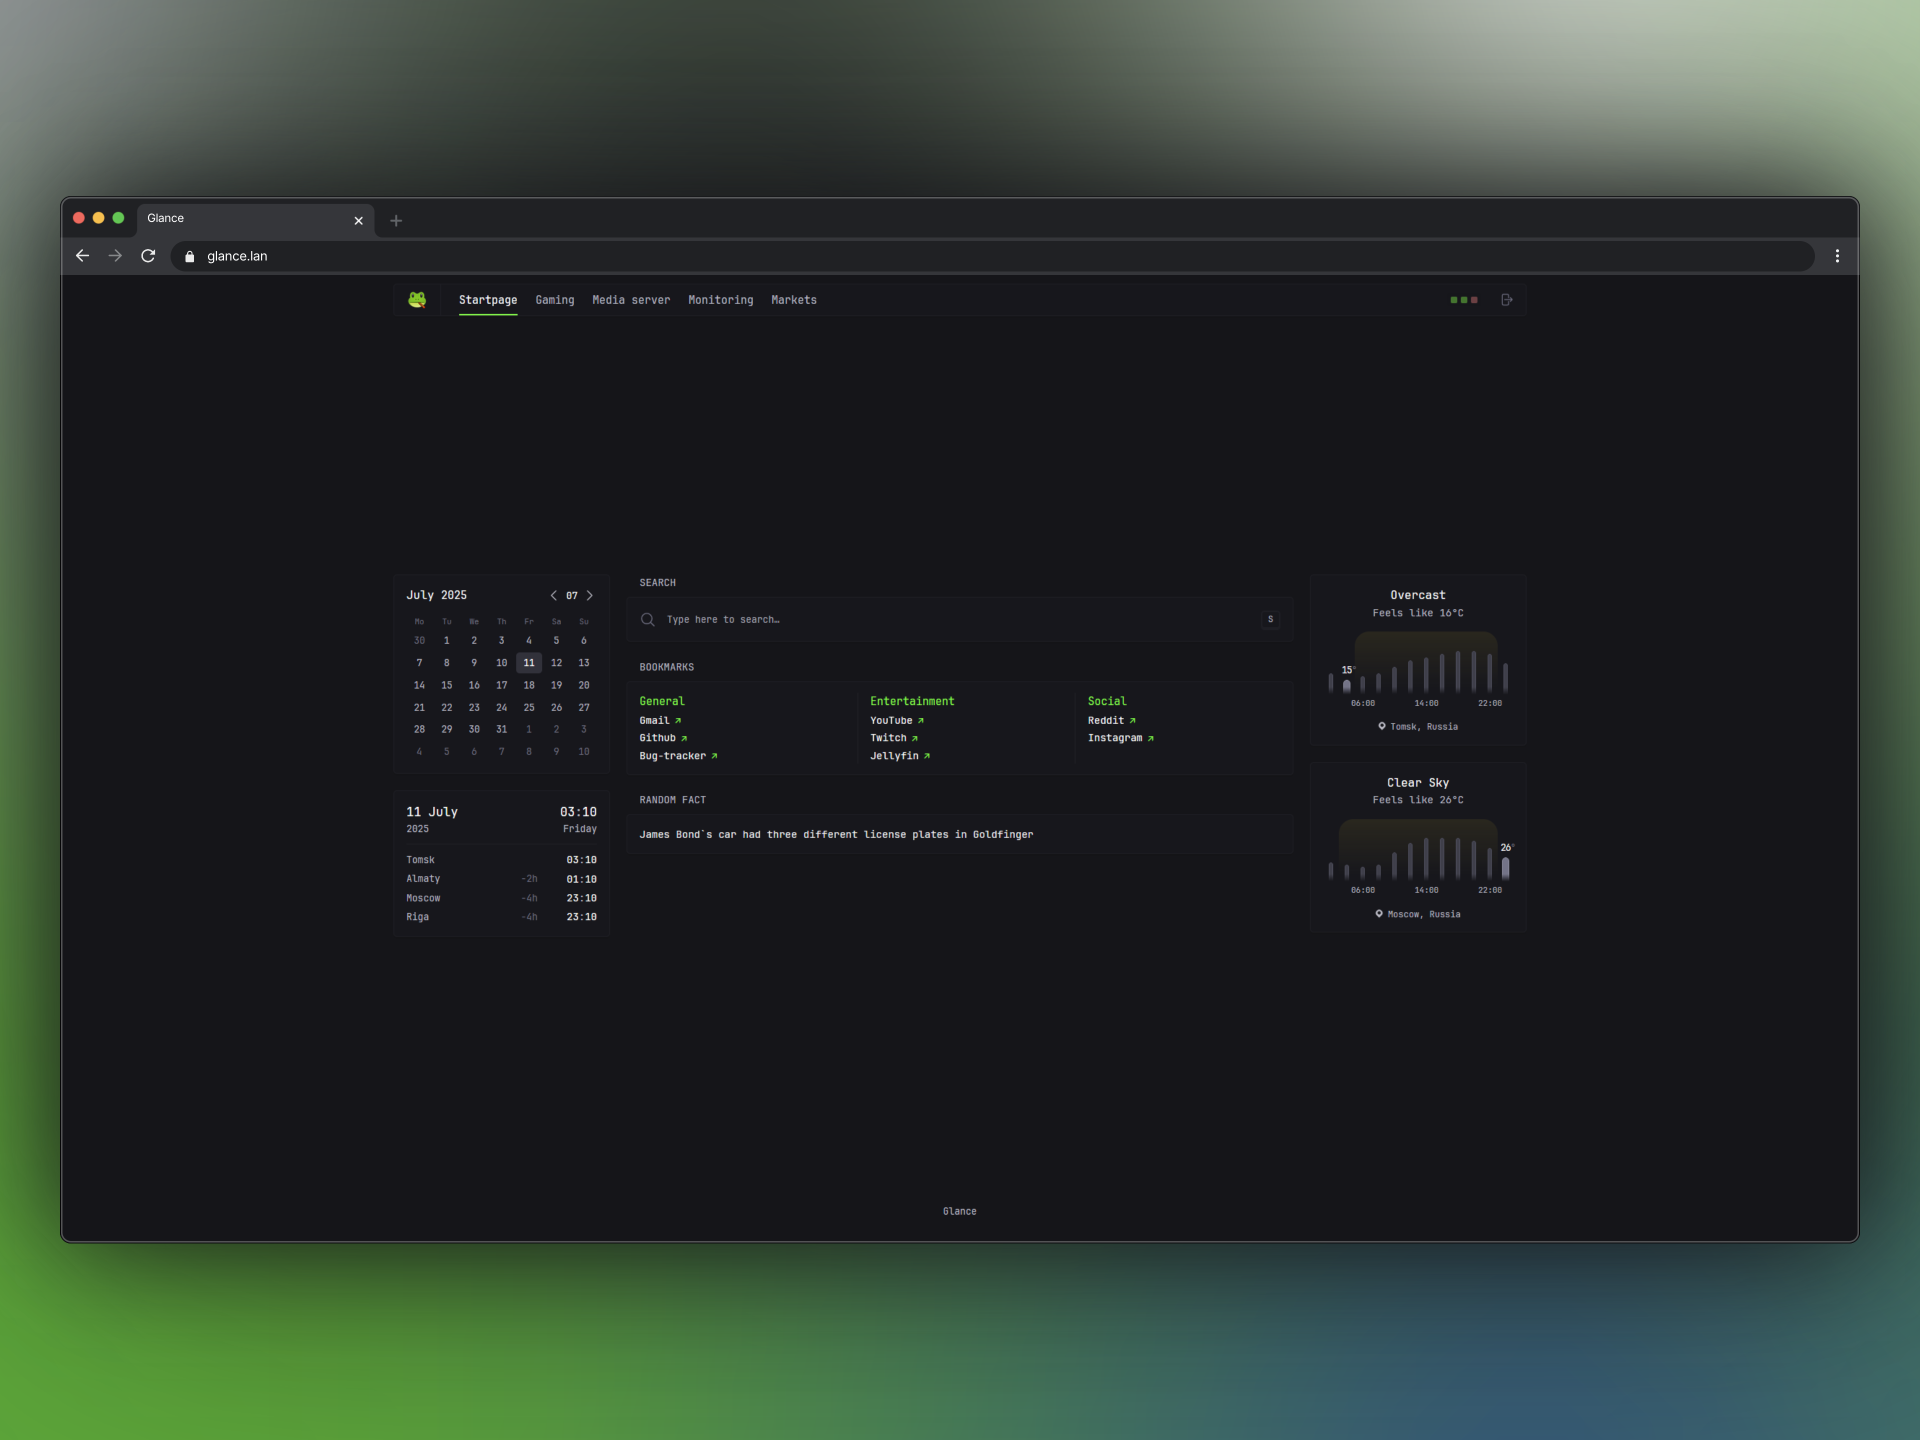 Glance
glance.lan
Startpage Gaming Media server Monitoring Markets
July 2025 07
Mo Tu We Th Fr Sa Su
30 1 2 3 4 5 6
7 8 9 10 11 12 13
14 15 16 17 18 19 20
21 22 23 24 25 26 27
28 29 30 31 1 2 3
4 5 6 7 8 9 10
11 July 03:10
2025 Friday
Tomsk 03:10
Almaty -2h 01:10
Moscow -4h 23:10
Riga -4h 23:10
SEARCH
Type here to search… S
BOOKMARKS
General
Gmail
Github
Bug-tracker
Entertainment
YouTube
Twitch
Jellyfin
Social
Reddit
Instagram
RANDOM FACT
James Bond`s car had three different license plates in Goldfinger
Overcast
Feels like 16°C
15°
06:00 14:00 22:00
Tomsk, Russia
Clear Sky
Feels like 26°C
26°
06:00 14:00 22:00
Moscow, Russia
Glance